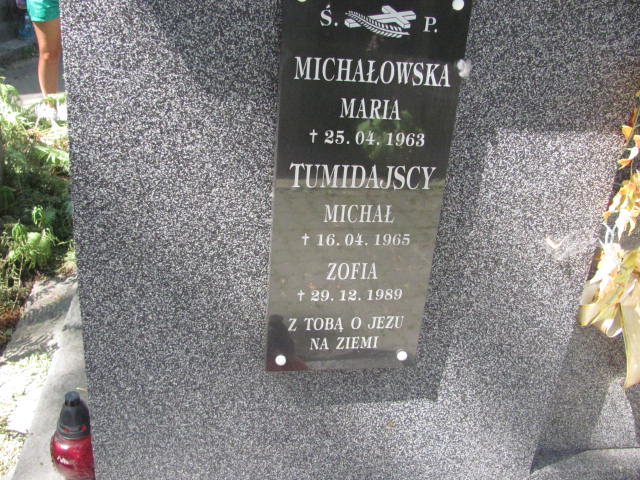 Ś. P.
MICHAŁOWSKA
MARIA
† 25. 04. 1963
TUMIDAJSCY
MICHAŁ
† 16. 04. 1965
ZOFIA
† 29. 12. 1989
Z TOBĄ O JEZU
NA ZIEMI